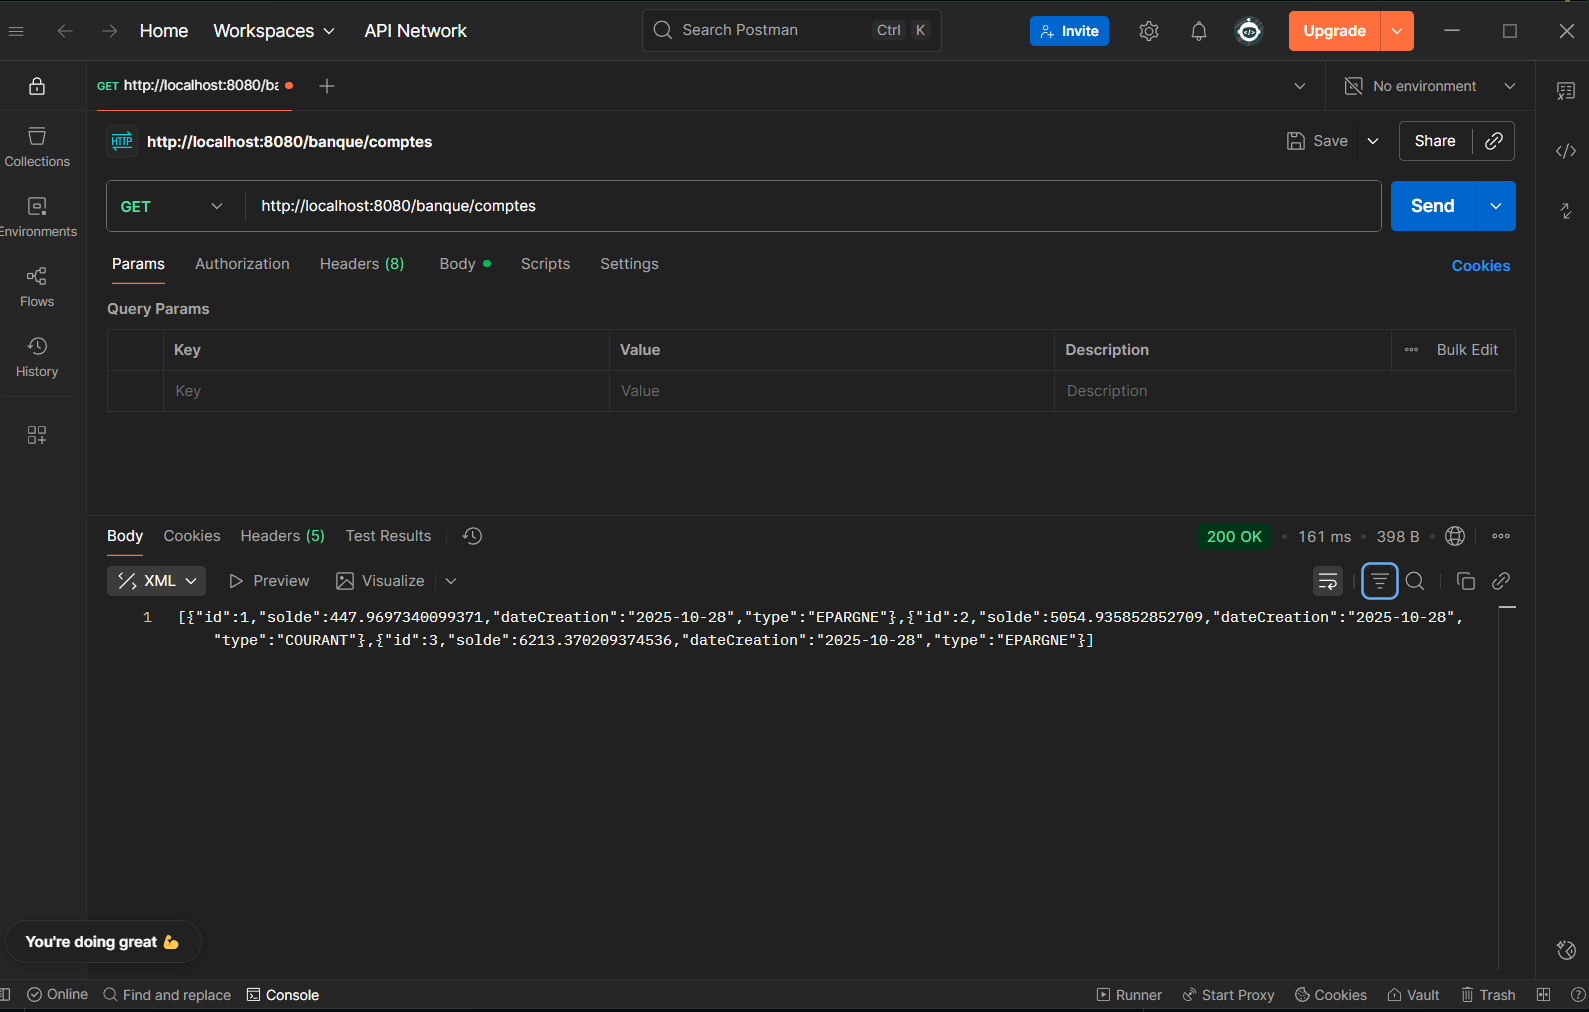 Home Workspaces API Network Search Postman Ctrl K Invite Upgrade
GET http://localhost:8080/ba No environment
HTTP http://localhost:8080/banque/comptes Save Share
GET http://localhost:8080/banque/comptes Send
Params Authorization Headers (8) Body Scripts Settings Cookies
Query Params
Key Value Description Bulk Edit
Key Value Description
Collections
Environments
Flows
History
Body Cookies Headers (5) Test Results 200 OK 161 ms 398 B
XML Preview Visualize
1 [{"id":1,"solde":447.9697340099371,"dateCreation":"2025-10-28","type":"EPARGNE"},{"id":2,"solde":5054.935852852709,"dateCreation":"2025-10-28",
"type":"COURANT"},{"id":3,"solde":6213.370209374536,"dateCreation":"2025-10-28","type":"EPARGNE"}]
You're doing great 💪
Online Find and replace Console Runner Start Proxy Cookies Vault Trash